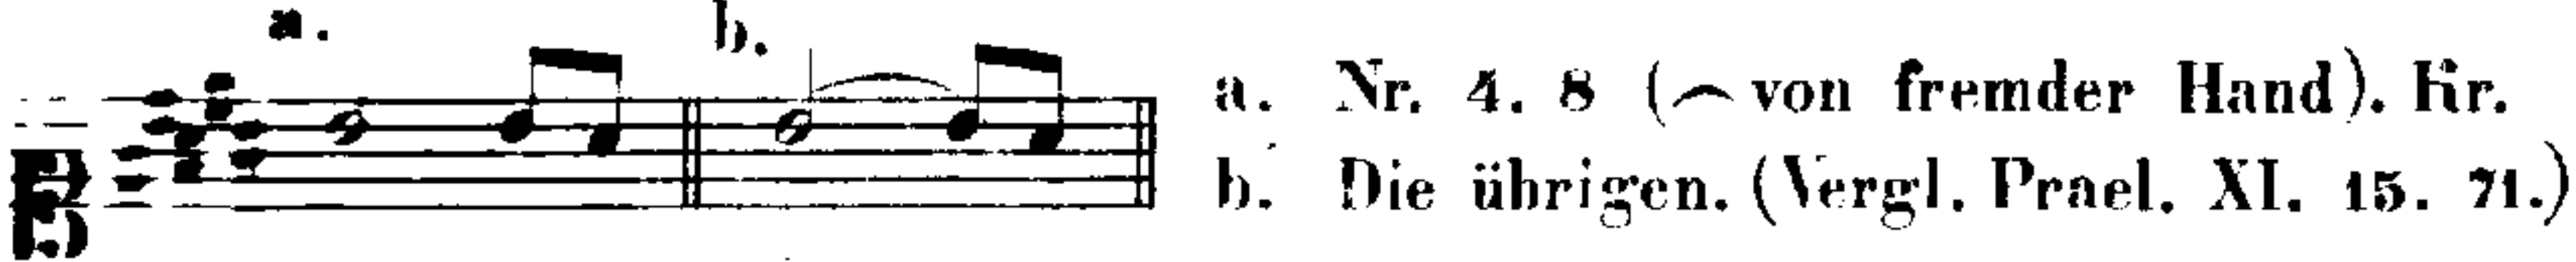 a. b.
a. Nr. 4. 8 (⌢ von fremder Hand). Kr.
b. Die übrigen. (Vergl. Prael. XI. 15. 71.)